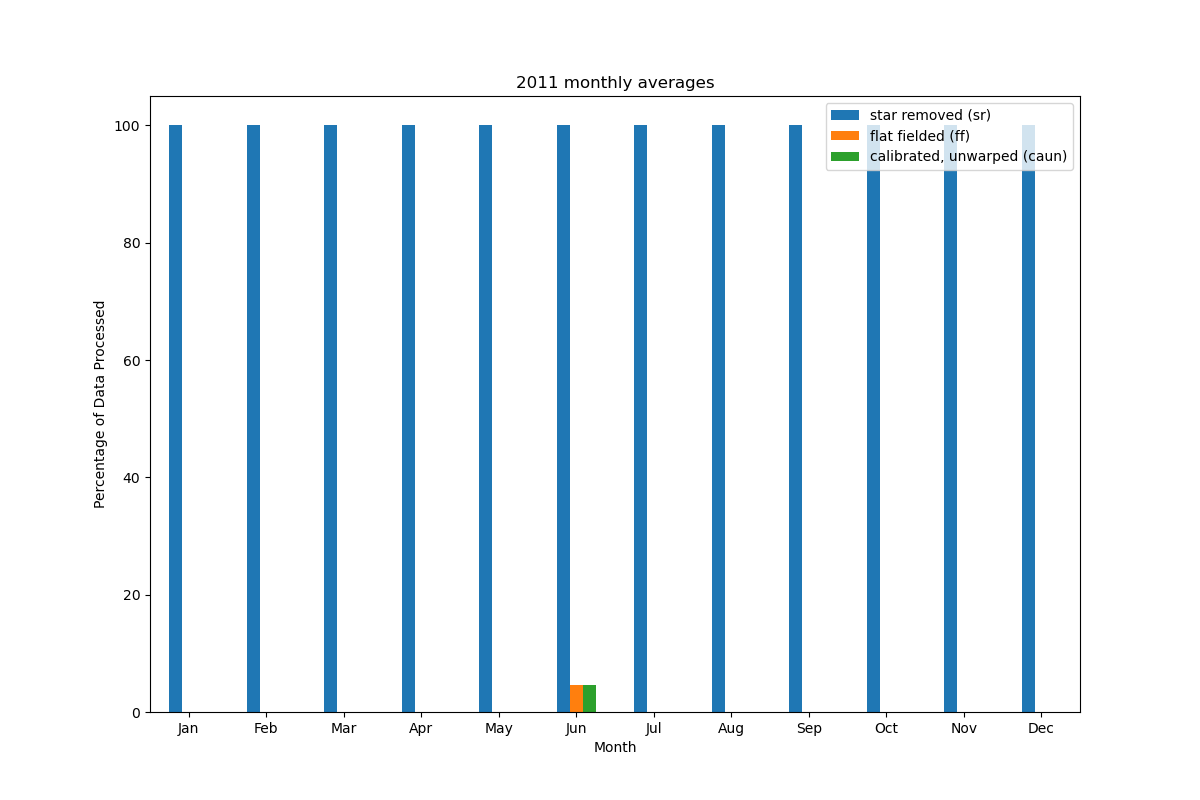 2011 monthly averages
star removed (sr)
flat fielded (ff)
calibrated, unwarped (caun)
100
80
60
40
20
0
Percentage of Data Processed
Jan Feb Mar Apr May Jun Jul Aug Sep Oct Nov Dec
Month